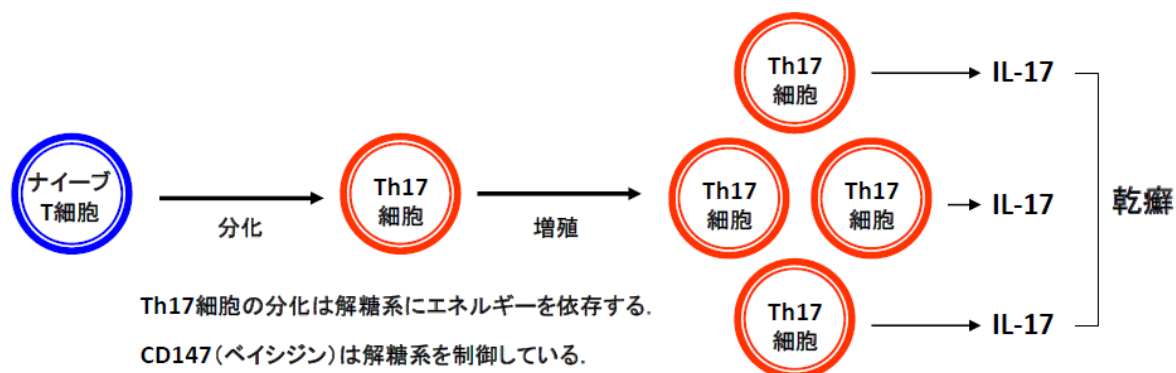 ナイーブ
T細胞
分化
Th17
細胞
増殖
Th17
細胞
Th17
細胞
Th17
細胞
Th17
細胞
IL-17
IL-17
IL-17
乾癬
Th17細胞の分化は解糖系にエネルギーを依存する.
CD147(ベイシジン)は解糖系を制御している.